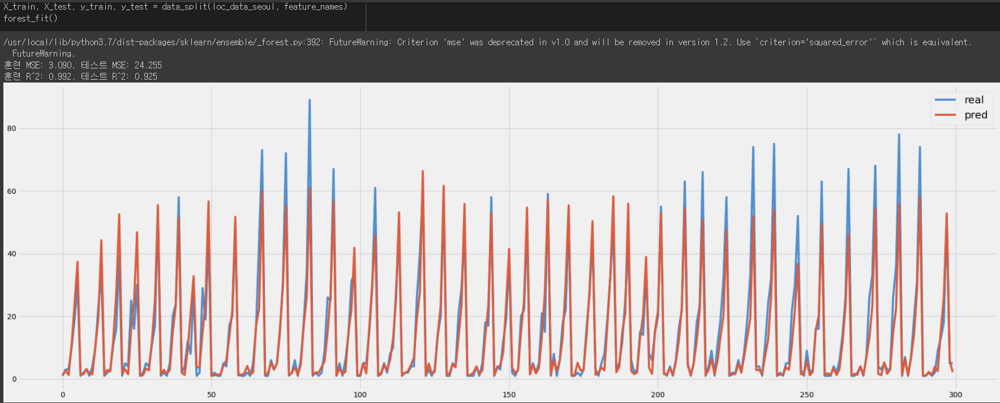 X_train, X_test, y_train, y_test = data_split(loc_data_seoul, feature_names)
forest_fit()
/usr/local/lib/python3.7/dist-packages/sklearn/ensemble/_forest.py:392: FutureWarning: Criterion 'mse' was deprecated in v1.0 and will be removed in version 1.2. Use `criterion='squared_error'` which is equivalent.
FutureWarning,
훈련 MSE: 3.090, 테스트 MSE: 24.255
훈련 R^2: 0.992, 테스트 R^2: 0.925
real
pred
80
60
40
20
0
0 50 100 150 200 250 300